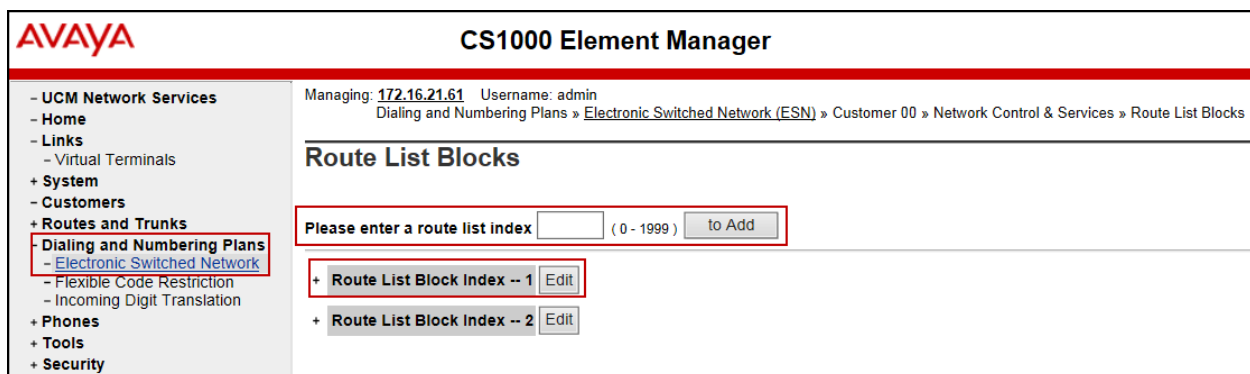 AVAYA
CS1000 Element Manager
- UCM Network Services
- Home
- Links
- Virtual Terminals
+ System
- Customers
+ Routes and Trunks
- Dialing and Numbering Plans
- Electronic Switched Network
- Flexible Code Restriction
- Incoming Digit Translation
+ Phones
+ Tools
+ Security
Managing: 172.16.21.61 Username: admin
Dialing and Numbering Plans » Electronic Switched Network (ESN) » Customer 00 » Network Control & Services » Route List Blocks
Route List Blocks
Please enter a route list index ( 0 - 1999 ) to Add
+ Route List Block Index -- 1 Edit
+ Route List Block Index -- 2 Edit